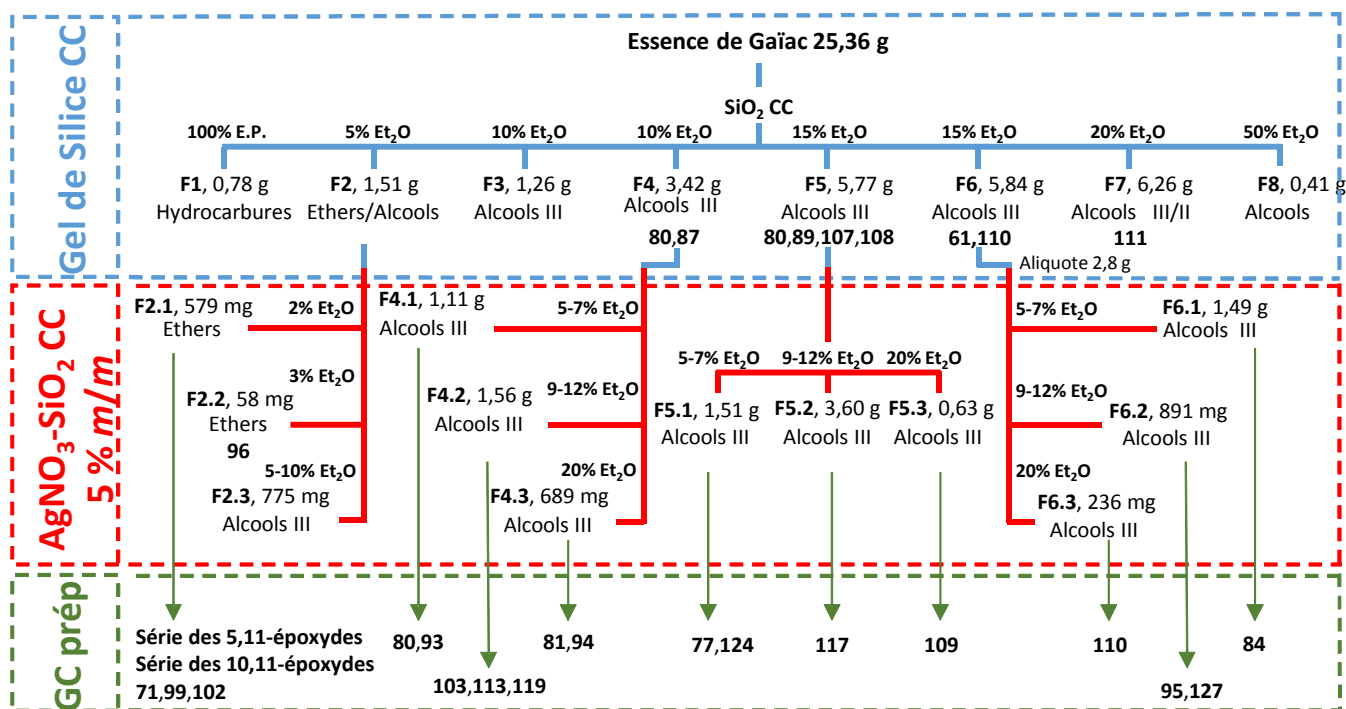 Essence de Gaïac 25,36 g
SiO2 CC
100% E.P. 5% Et2O 10% Et2O 10% Et2O 15% Et2O 15% Et2O 20% Et2O 50% Et2O
Gel de Silice CC
F1, 0,78 g
Hydrocarbures
F2, 1,51 g
Ethers/Alcools
F3, 1,26 g
Alcools III
F4, 3,42 g
Alcools III
80,87
F5, 5,77 g
Alcools III
80,89,107,108
F6, 5,84 g
Alcools III
61,110
Aliquote 2,8 g
F7, 6,26 g
Alcools III/II
111
F8, 0,41 g
Alcools
AgNO3-SiO2 CC
5 % m/m
F2.1, 579 mg
Ethers
2% Et2O
3% Et2O
F2.2, 58 mg
Ethers
96
5-10% Et2O
F2.3, 775 mg
Alcools III
F4.1, 1,11 g
Alcools III
5-7% Et2O
F4.2, 1,56 g
Alcools III
9-12% Et2O
20% Et2O
F4.3, 689 mg
Alcools III
5-7% Et2O 9-12% Et2O 20% Et2O
F5.1, 1,51 g
Alcools III
F5.2, 3,60 g
Alcools III
F5.3, 0,63 g
Alcools III
5-7% Et2O
F6.1, 1,49 g
Alcools III
9-12% Et2O
F6.2, 891 mg
Alcools III
20% Et2O
F6.3, 236 mg
Alcools III
GC prép
Série des 5,11-époxydes
Série des 10,11-époxydes
71,99,102
80,93
103,113,119
81,94
77,124
117
109
110
95,127
84